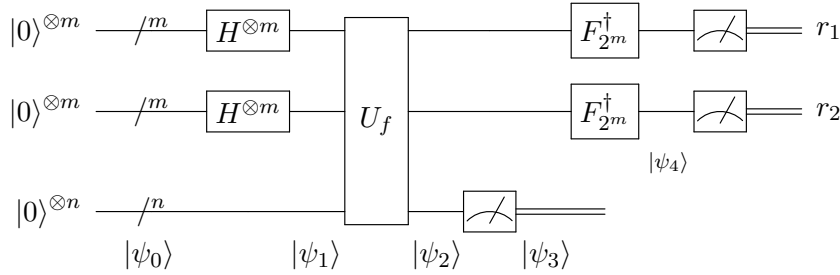 |0⟩^{⊗m} m H^{⊗m} F^†_{2^m} r_1
|0⟩^{⊗m} m H^{⊗m} U_f F^†_{2^m} r_2
|ψ_4⟩
|0⟩^{⊗n} n
|ψ_0⟩ |ψ_1⟩ |ψ_2⟩ |ψ_3⟩